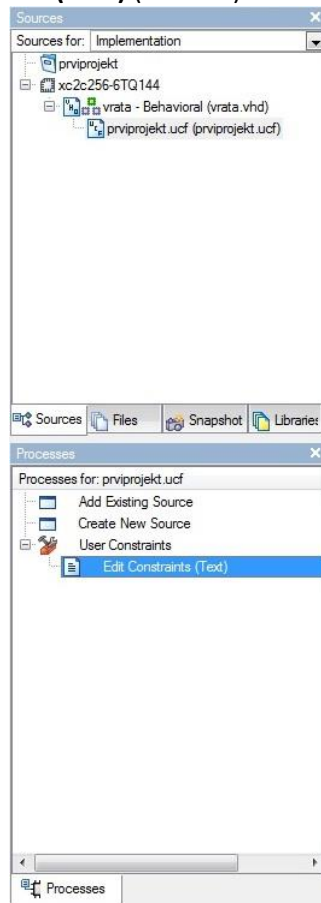 Sources
Sources for: Implementation
prviprojekt
xc2c256-6TQ144
vrata - Behavioral (vrata.vhd)
prviprojekt.ucf (prviprojekt.ucf)
Sources Files Snapshot Libraries
Processes
Processes for: prviprojekt.ucf
Add Existing Source
Create New Source
User Constraints
Edit Constraints (Text)
Processes